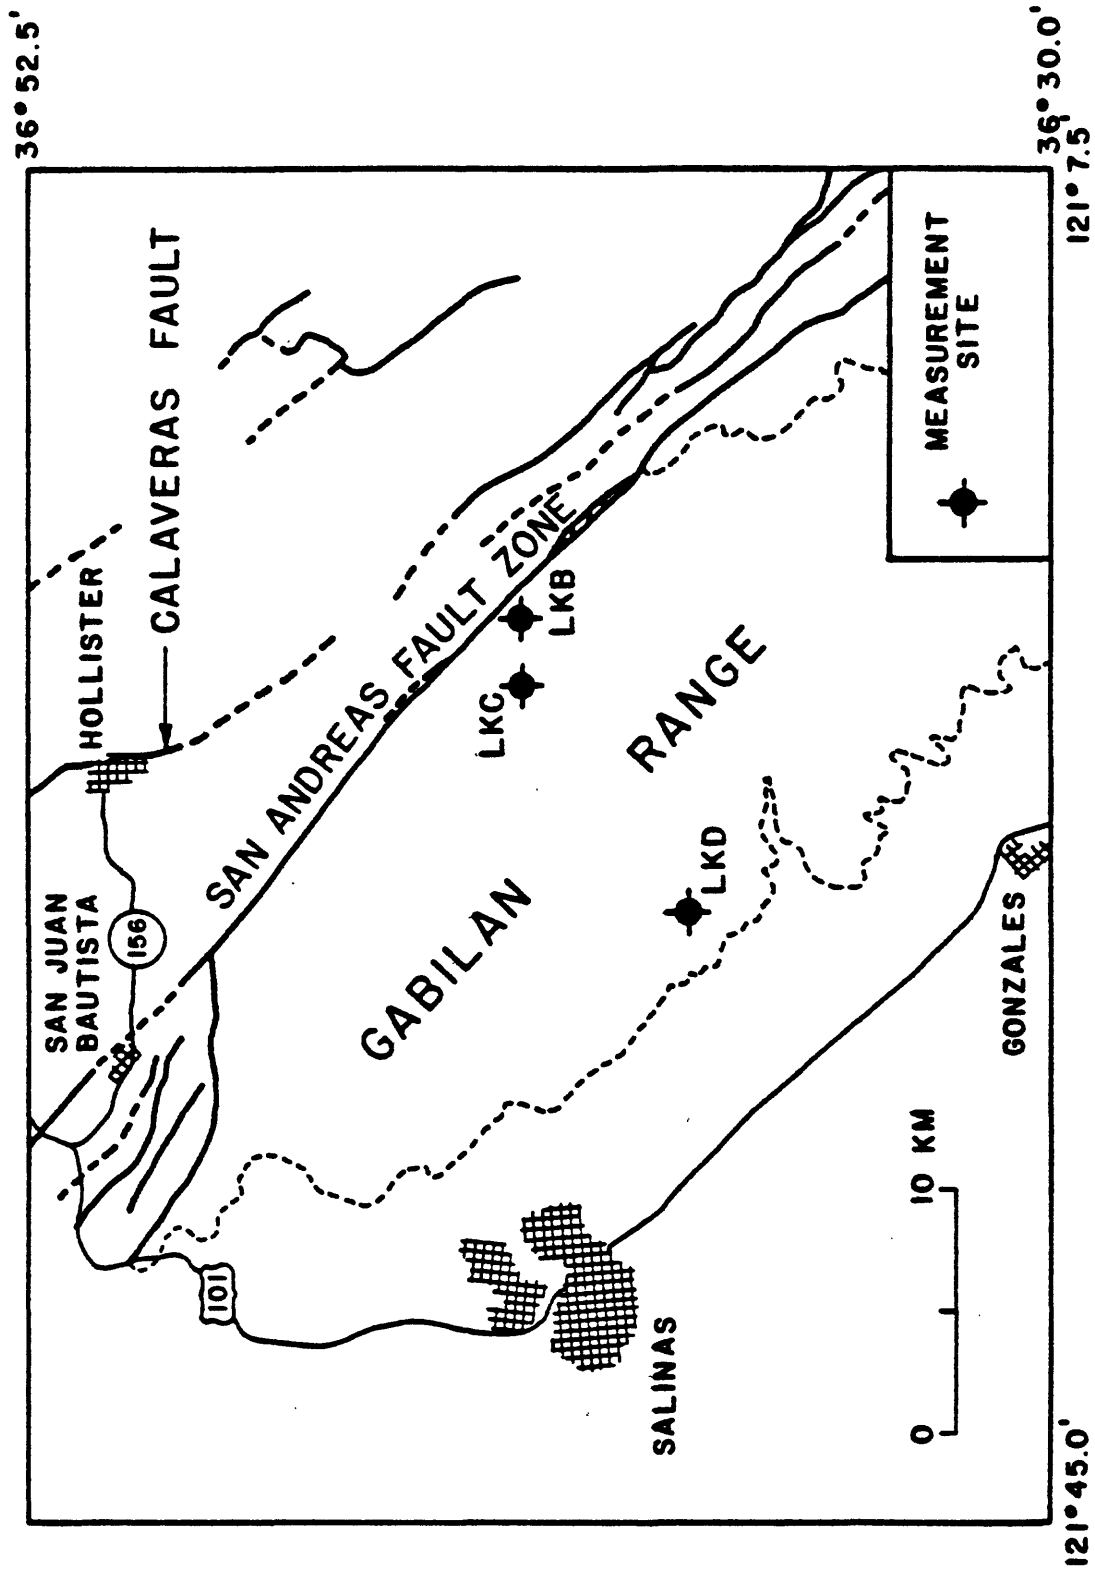 36°52.5'
SAN JUAN
BAUTISTA
156
HOLLISTER
CALAVERAS FAULT
101
SAN ANDREAS FAULT ZONE
GABILAN
RANGE
LKC
LKB
LKD
SALINAS
GONZALES
0
10 KM
MEASUREMENT
SITE
36°30.0'
121°45.0'
121°7.5'